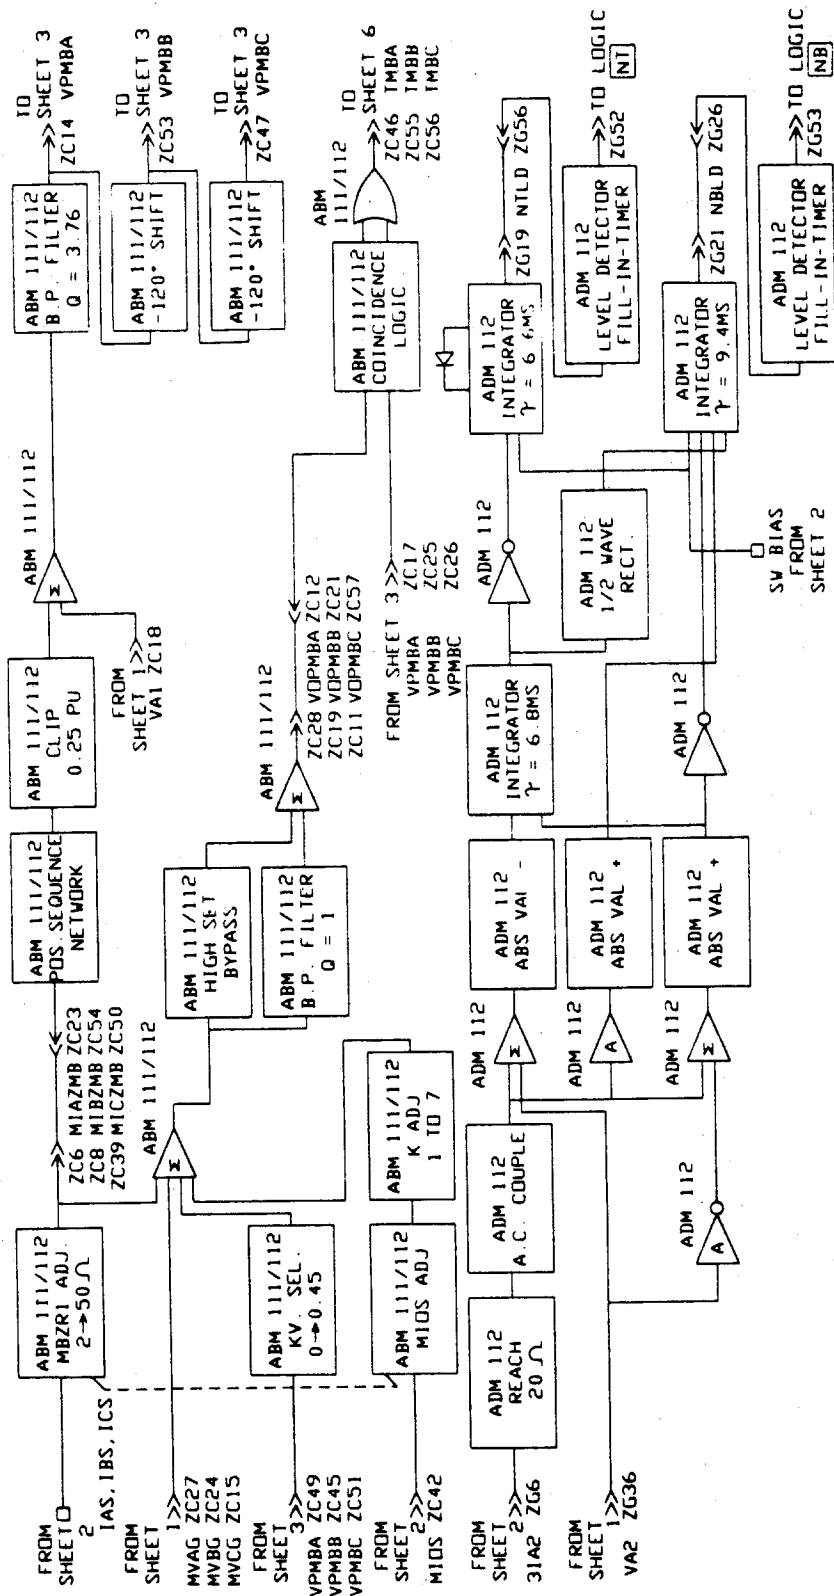 FROM
SHEET
2
IAS, IBS, ICS
ABM 111/112
MBZR1 ADJ.
2→50Ω
ZC6 MIAZMB ZC23
ZC8 MIBZMB ZC54
ZC39 MICZMB ZC50
ABM 111/112
POS. SEQUENCE
NETWORK
ABM 111/112
CLIP
0.25 PU
FROM
SHEET 1
VA1 ZC18
Σ
ABM 111/112
ABM 111/112
B.P. FILTER
Q = 3.76
TO
SHEET 3
ZC14 VPMBA
ABM 111/112
-120° SHIFT
TO
SHEET 3
ZC53 VPMBB
ABM 111/112
-120° SHIFT
TO
SHEET 3
ZC47 VPMBC
FROM
SHEET
1
MVAG ZC27
MVBG ZC24
MVCG ZC15
Σ
ABM 111/112
ABM 111/112
HIGH SET
BYPASS
ABM 111/112
B.P. FILTER
Q = 1
Σ
ABM 111/112
ZC28 VOPMBA ZC12
ZC19 VOPMBB ZC21
ZC11 VOPMBC ZC57
FROM SHEET 3
VPMBA ZC17
VPMBB ZC25
VPMBC ZC26
ABM 111/112
COINCIDENCE
LOGIC
ABM
111/112
TO
SHEET 6
ZC46 TMBA
ZC55 TMBB
ZC56 TMBC
FROM
SHEET
3
VPMBA ZC49
VPMBB ZC45
VPMBC ZC51
ABM 111/112
KV. SEL.
0→0.45
FROM
SHEET
2
MIOS ZC42
ABM 111/112
MIOS ADJ
ABM 111/112
K ADJ
1 TO 7
FROM
SHEET
2
3IA2 ZG6
ADM 112
REACH
20 Ω
ADM 112
A.C. COUPLE
ADM 112
Σ
ADM 112
ABS VAL -
ADM 112
INTEGRATOR
τ = 6.8MS
ADM 112
ADM 112
INTEGRATOR
τ = 6.6MS
ZG19 NTLD ZG56
ADM 112
LEVEL DETECTOR
FILL-IN-TIMER
TO LOGIC
ZG52
NT
ADM 112
A
ADM 112
ABS VAL +
ADM 112
1/2 WAVE
RECT.
FROM
SHEET
1
VA2 ZG36
A
ADM 112
ADM 112
Σ
ADM 112
ABS VAL +
ADM 112
SW BIAS
FROM
SHEET 2
ADM 112
INTEGRATOR
τ = 9.4MS
ZG21 NBLD ZG26
ADM 112
LEVEL DETECTOR
FILL-IN-TIMER
TO LOGIC
ZG53
NB